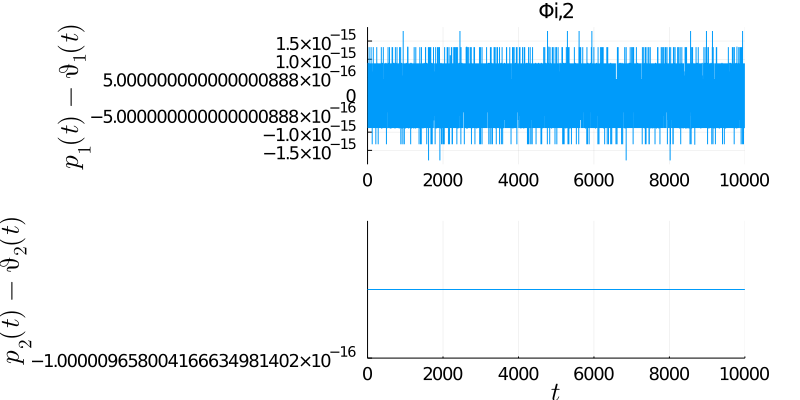 Φi,2
p₁(t) − ϑ₁(t)
1.5×10⁻¹⁵
1.0×10⁻¹⁵
5.0000000000000000888×10⁻¹⁶
0
−5.0000000000000000888×10⁻¹⁶
−1.0×10⁻¹⁵
−1.5×10⁻¹⁵
0 2000 4000 6000 8000 10000
p₂(t) − ϑ₂(t)
−1.000009658004166634981402×10⁻¹⁶
0 2000 4000 6000 8000 10000
t